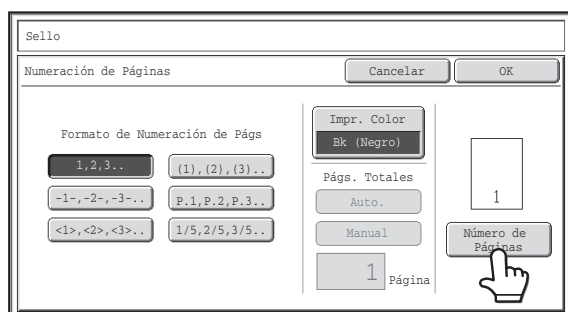 Sello
Numeración de Páginas
Cancelar
OK
Formato de Numeración de Págs
1,2,3..
(1),(2),(3)..
-1-,-2-,-3-..
P.1,P.2,P.3..
<1>,<2>,<3>..
1/5,2/5,3/5..
Impr. Color
Bk (Negro)
Págs. Totales
Auto.
Manual
1 Página
1
Número de
Páginas